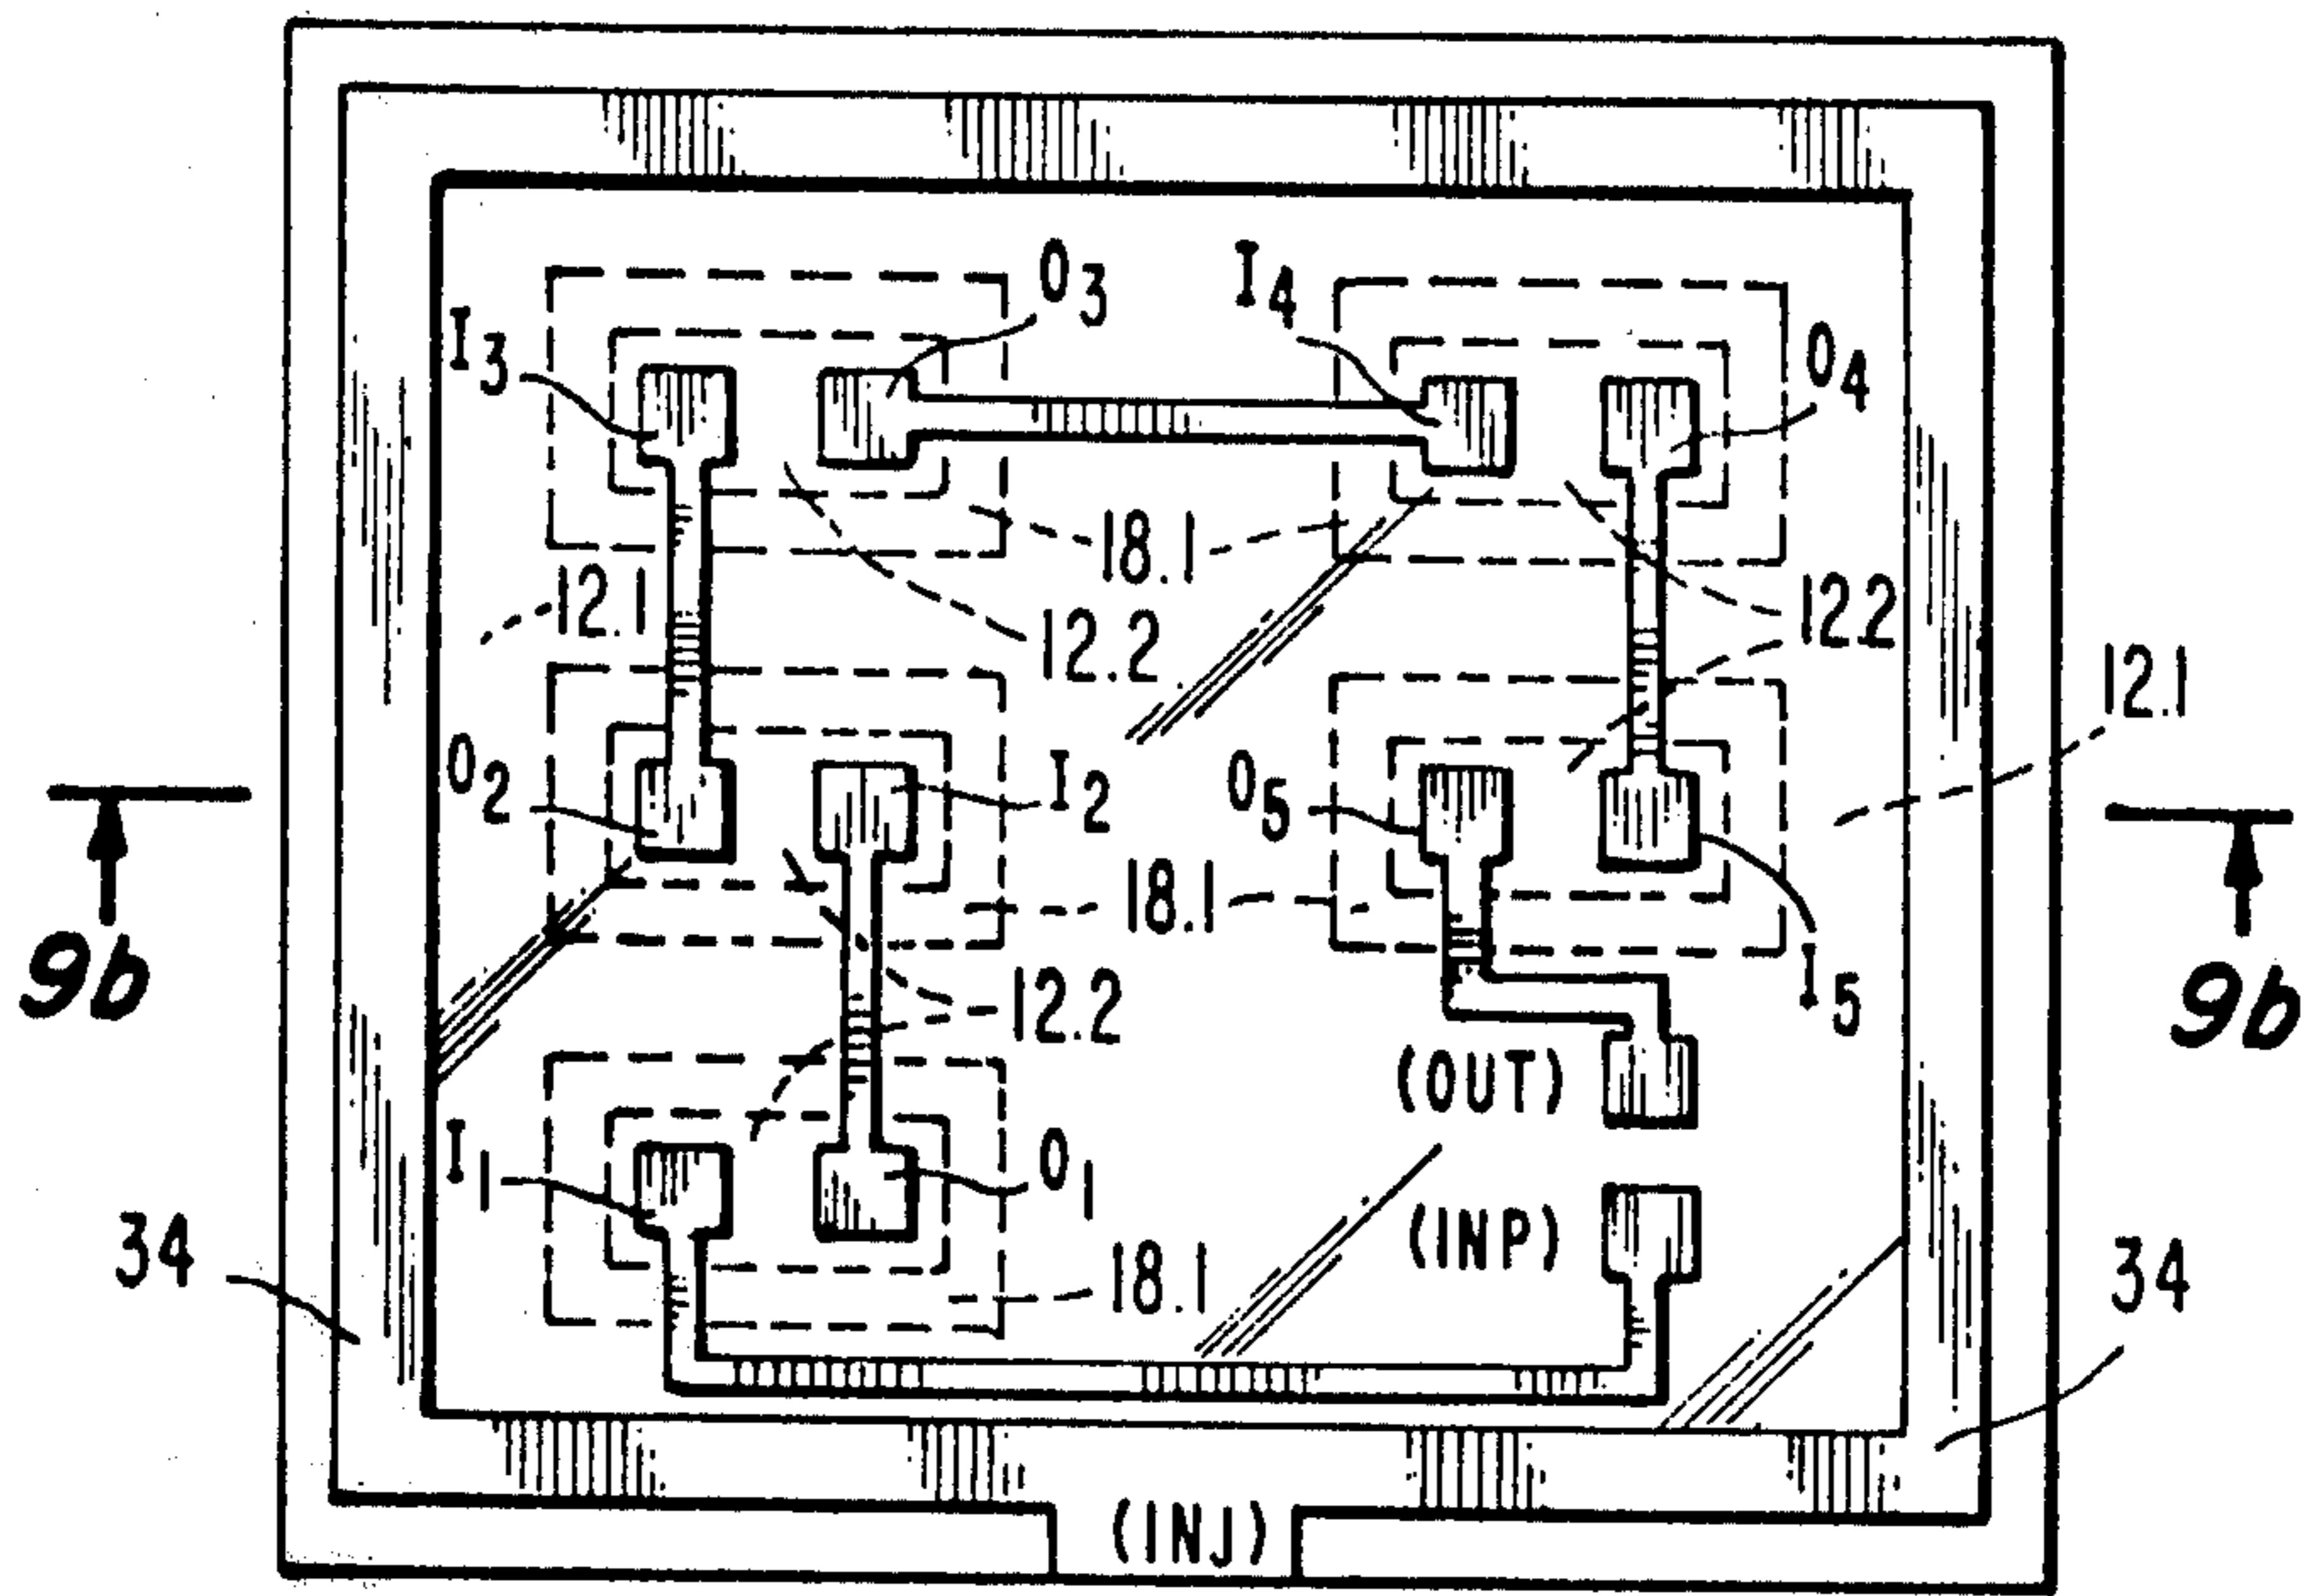 O₃ I₄
I₃ O₄
18.1
12.1 12.2 12.2
12.1
O₂ I₂ O₅
18.1
9b 12.2 I₅ 9b
(OUT)
I₁ O₁
34 18.1 (INP) 34
(INJ)